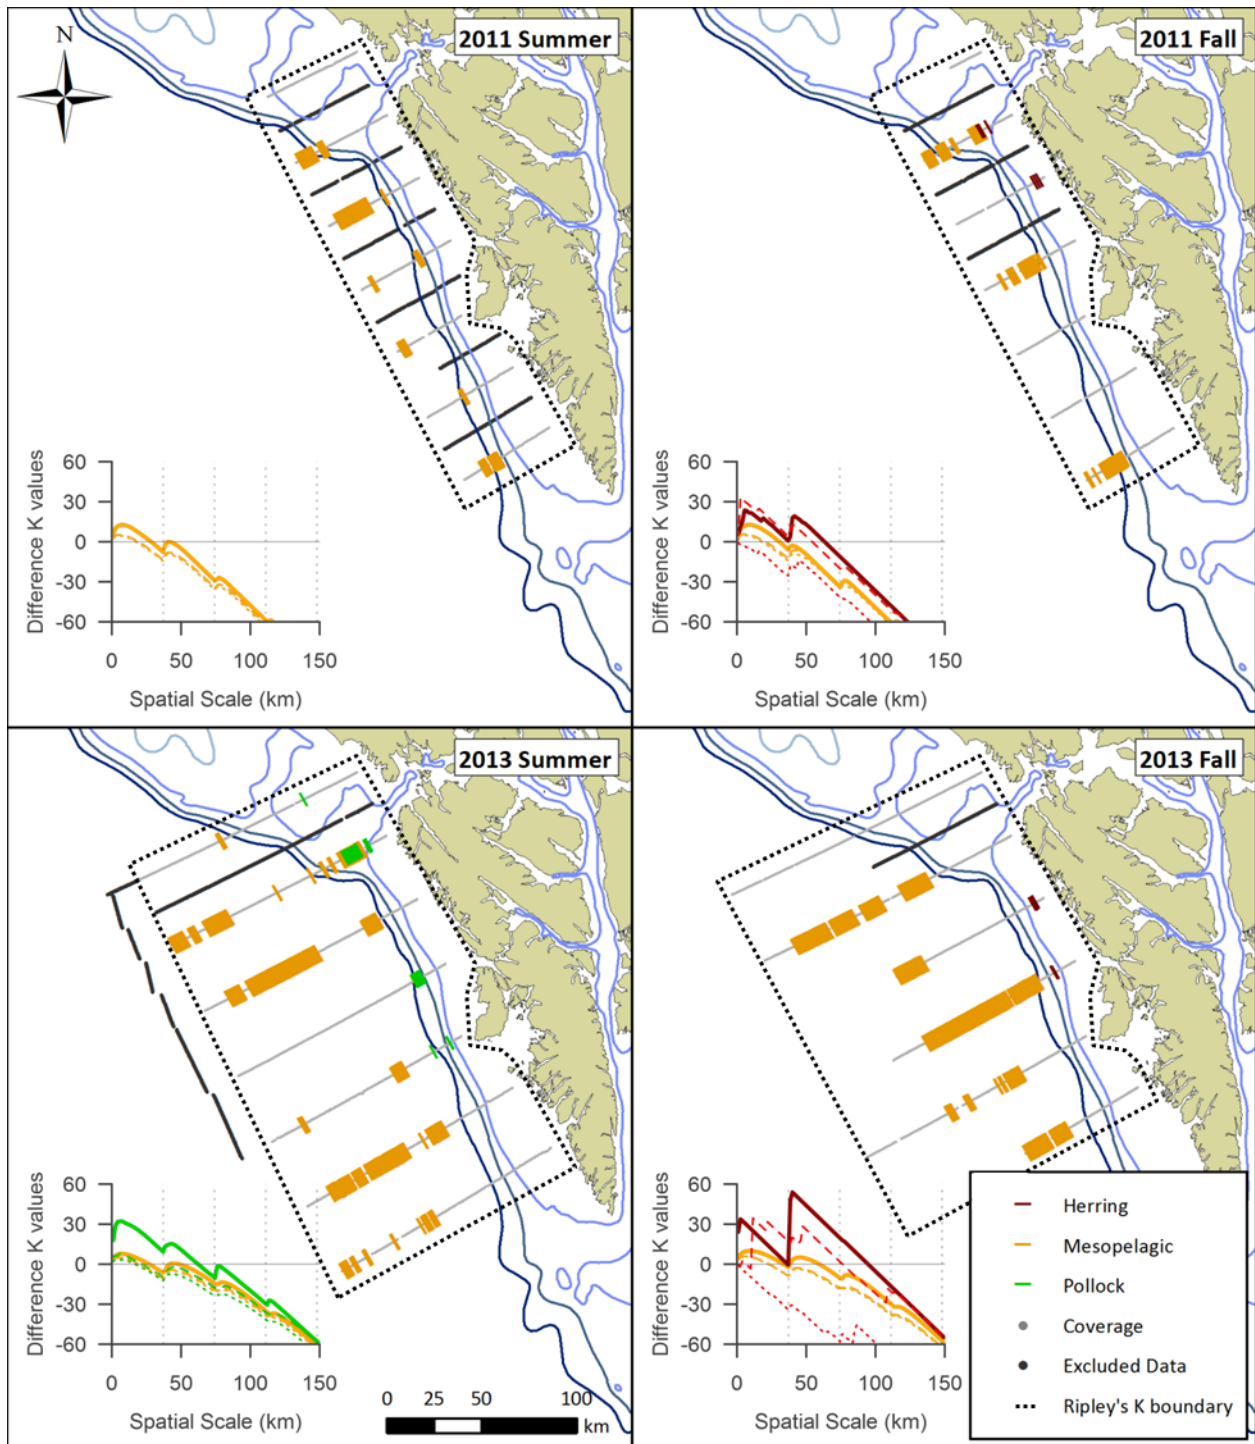 N
2011 Summer
2011 Fall
Difference K values
60
30
0
-30
-60
0
50
100
150
Spatial Scale (km)
Difference K values
60
30
0
-30
-60
0
50
100
150
Spatial Scale (km)
2013 Summer
2013 Fall
Difference K values
60
30
0
-30
-60
0
50
100
150
Spatial Scale (km)
0 25 50 100
km
Difference K values
60
30
0
-30
-60
0
50
100
150
Spatial Scale (km)
Herring
Mesopelagic
Pollock
Coverage
Excluded Data
Ripley's K boundary